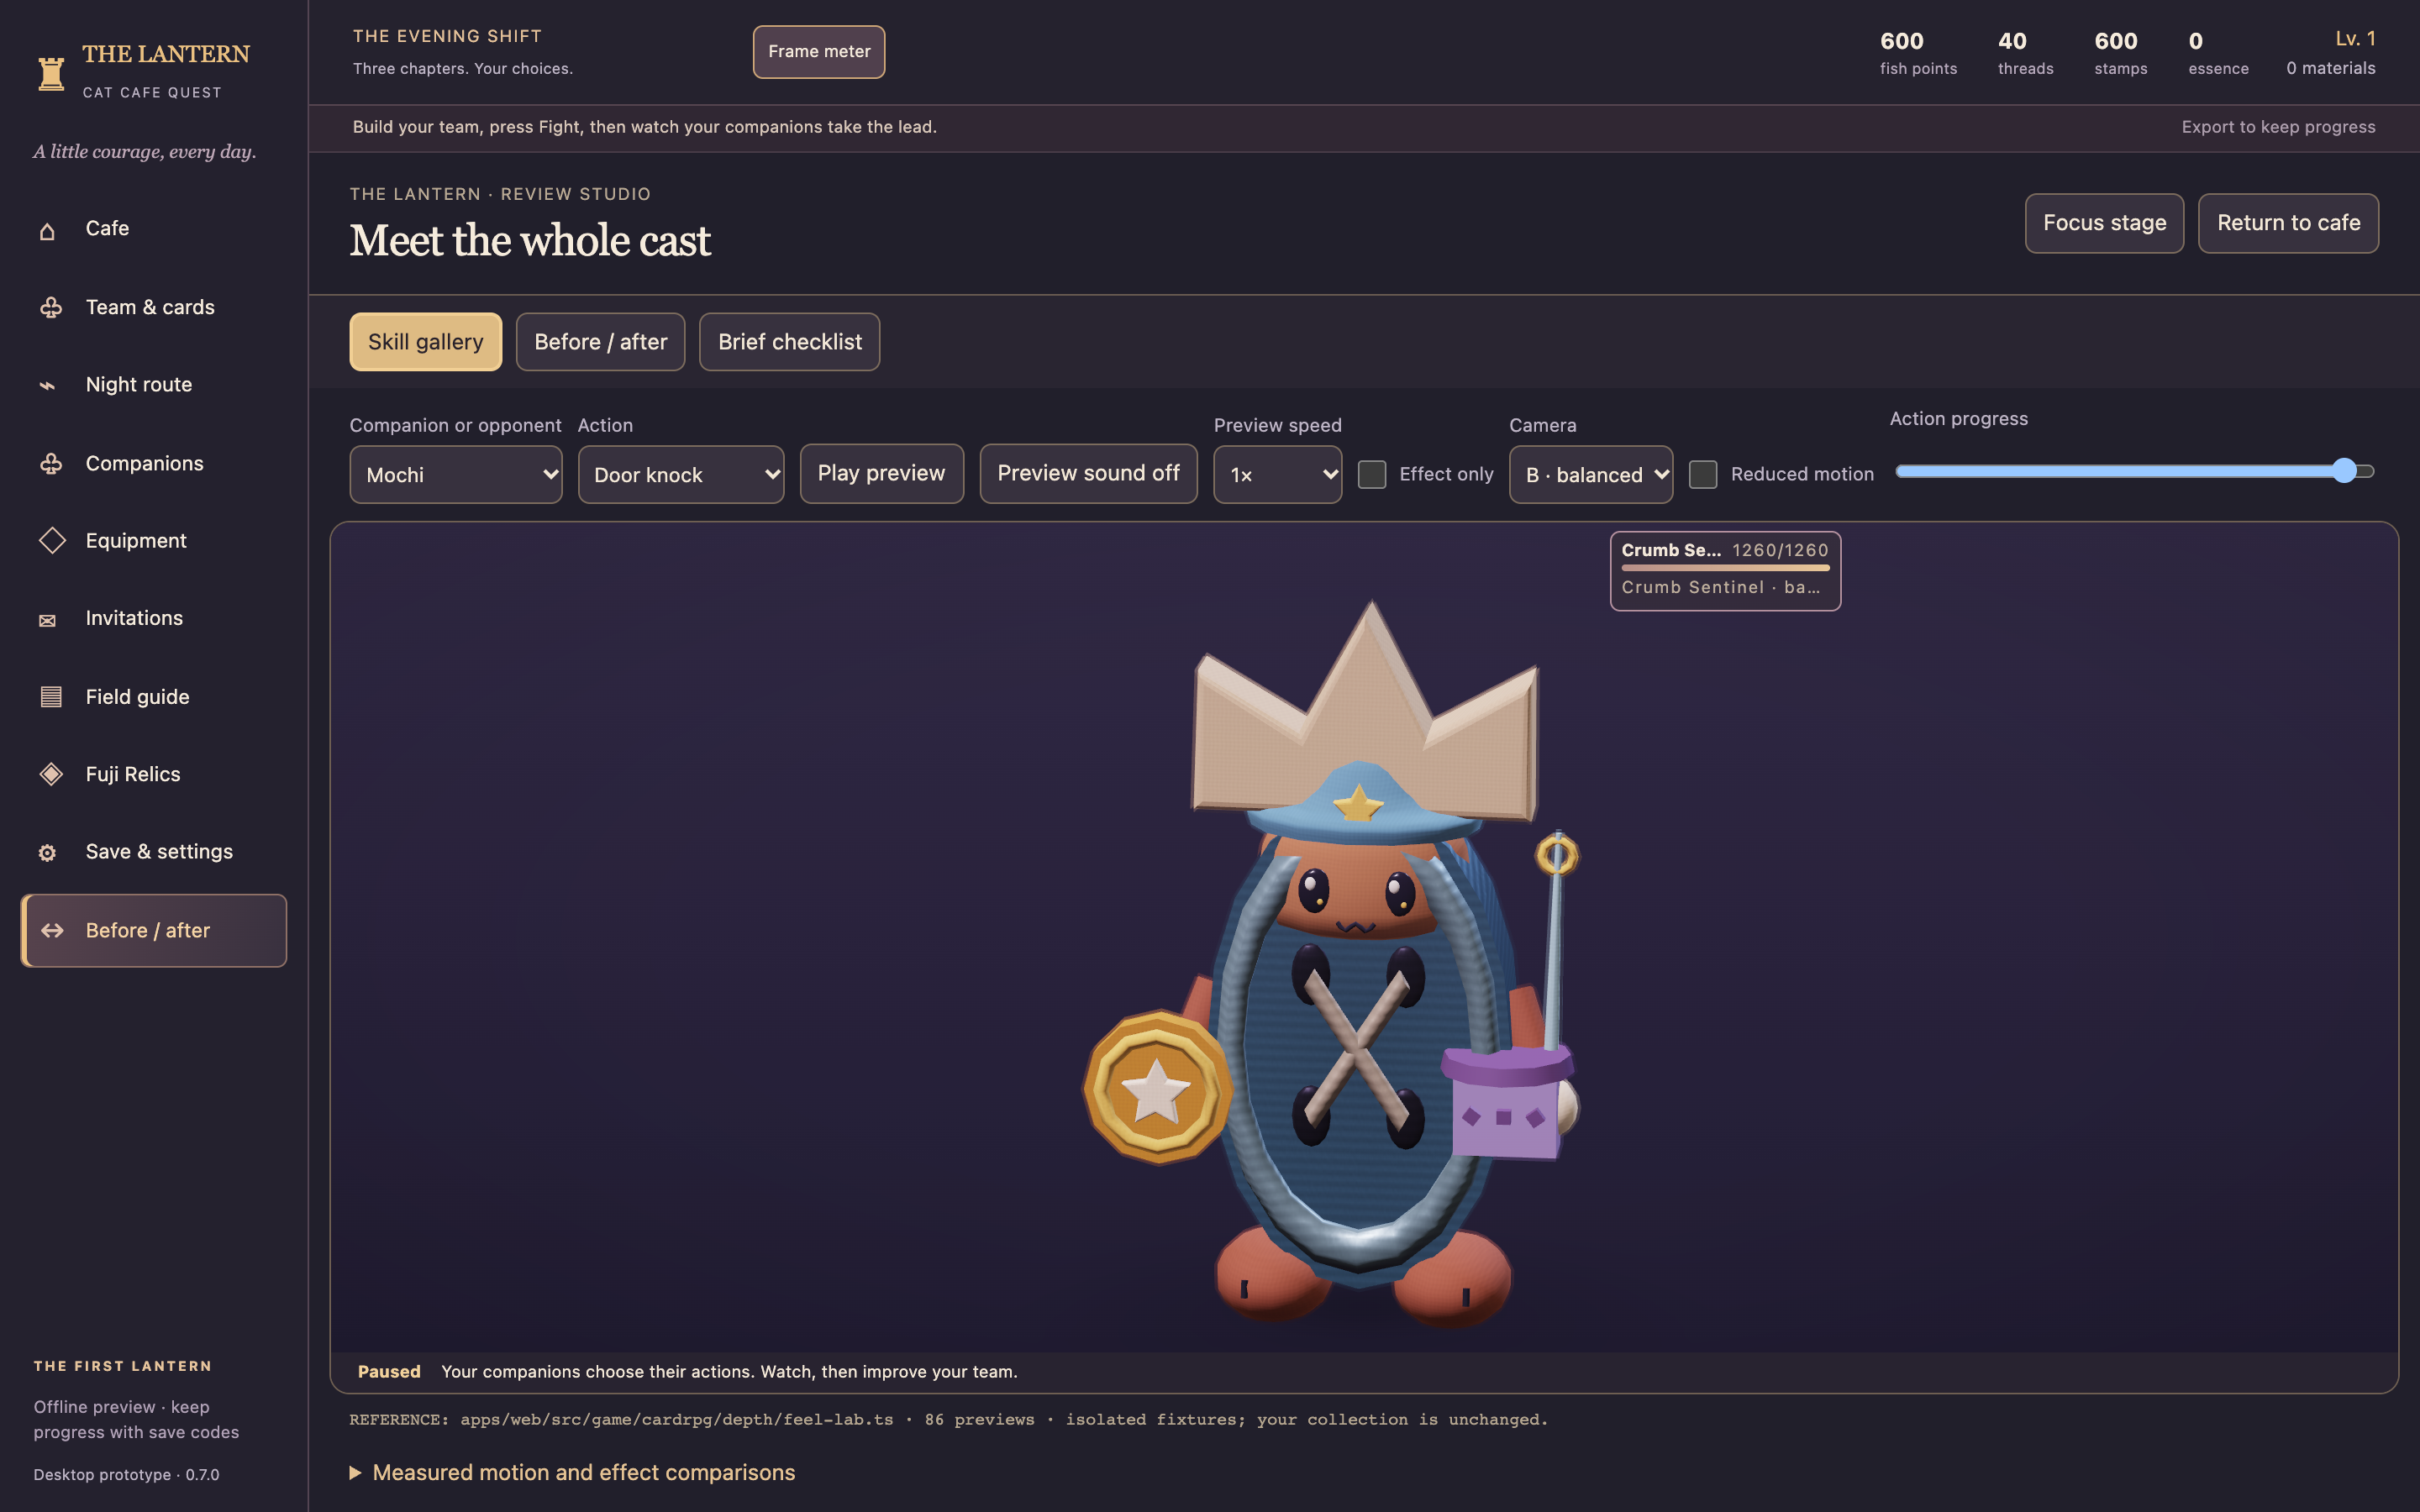 THE LANTERN
CAT CAFE QUEST
A little courage, every day.
Cafe
Team & cards
Night route
Companions
Equipment
Invitations
Field guide
Fuji Relics
Save & settings
Before / after
THE FIRST LANTERN
Offline preview · keep
progress with save codes
Desktop prototype · 0.7.0
THE EVENING SHIFT
Three chapters. Your choices.
Frame meter
600
fish points
40
threads
600
stamps
0
essence
Lv. 1
0 materials
Build your team, press Fight, then watch your companions take the lead.
Export to keep progress
THE LANTERN · REVIEW STUDIO
Meet the whole cast
Focus stage
Return to cafe
Skill gallery
Before / after
Brief checklist
Companion or opponent
Mochi
Action
Door knock
Play preview
Preview sound off
Preview speed
1×
Effect only
Camera
B · balanced
Reduced motion
Action progress
Crumb Se... 1260/1260
Crumb Sentinel · ba...
Paused Your companions choose their actions. Watch, then improve your team.
REFERENCE: apps/web/src/game/cardrpg/depth/feel-lab.ts · 86 previews · isolated fixtures; your collection is unchanged.
Measured motion and effect comparisons